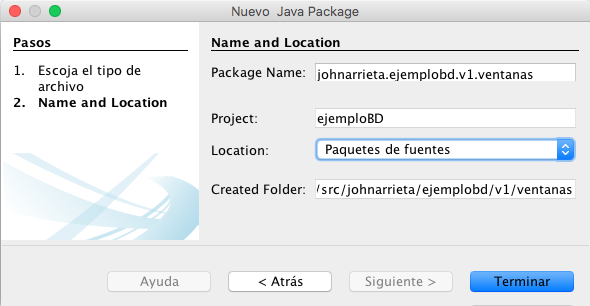 Nuevo Java Package
Pasos
1. Escoja el tipo de
archivo
2. Name and Location
Name and Location
Package Name: johnarrieta.ejemplobd.v1.ventanas
Project: ejemploBD
Location: Paquetes de fuentes
Created Folder: /src/johnarrieta/ejemplobd/v1/ventanas
Ayuda < Atrás Siguiente > Terminar